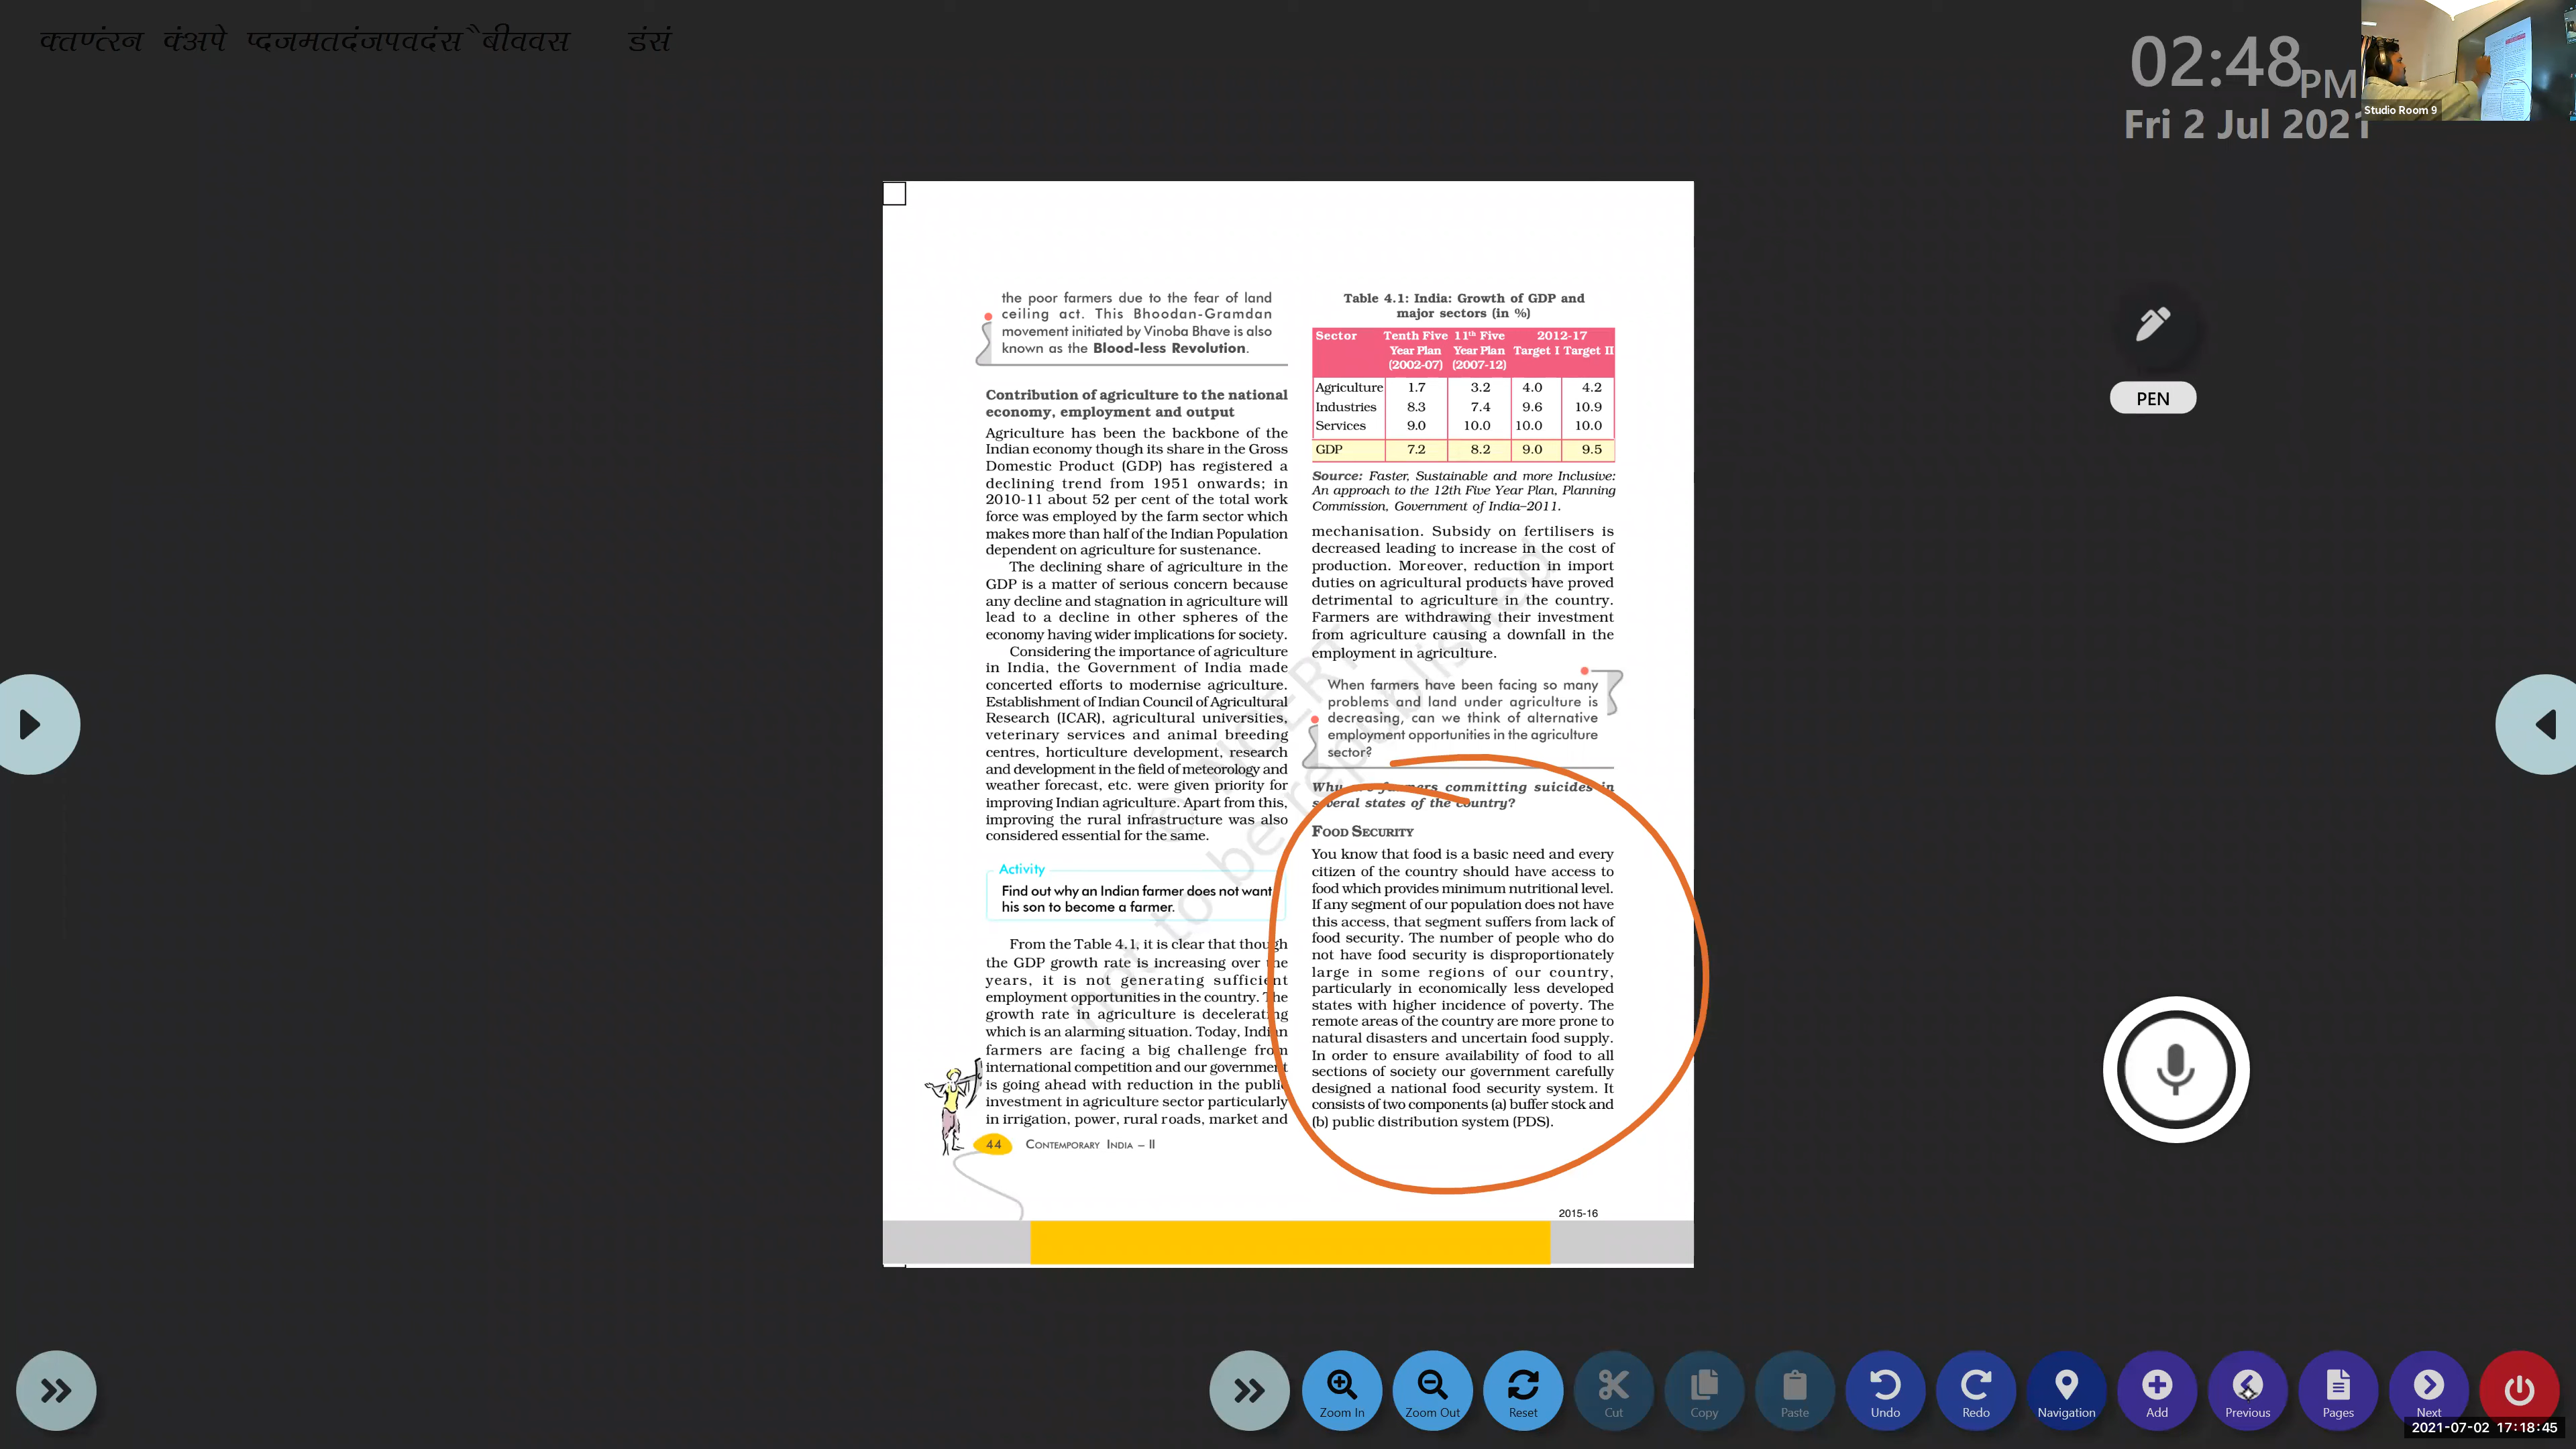 क्तण्ंरन कंअपे प्दजमतदंजपवदंस ैबीववस डंसं
02:48 PM
Fri 2 Jul 2021
Studio Room 9
PEN
the poor farmers due to the fear of land
ceiling act. This Bhoodan-Gramdan
movement initiated by Vinoba Bhave is also
known as the Blood-less Revolution.
Contribution of agriculture to the national
economy, employment and output
Agriculture has been the backbone of the
Indian economy though its share in the Gross
Domestic Product (GDP) has registered a
declining trend from 1951 onwards; in
2010-11 about 52 per cent of the total work
force was employed by the farm sector which
makes more than half of the Indian Population
dependent on agriculture for sustenance.
The declining share of agriculture in the
GDP is a matter of serious concern because
any decline and stagnation in agriculture will
lead to a decline in other spheres of the
economy having wider implications for society.
Considering the importance of agriculture
in India, the Government of India made
concerted efforts to modernise agriculture.
Establishment of Indian Council of Agricultural
Research (ICAR), agricultural universities,
veterinary services and animal breeding
centres, horticulture development, research
and development in the field of meteorology and
weather forecast, etc. were given priority for
improving Indian agriculture. Apart from this,
improving the rural infrastructure was also
considered essential for the same.
Activity
Find out why an Indian farmer does not want
his son to become a farmer.
From the Table 4.1, it is clear that though
the GDP growth rate is increasing over the
years, it is not generating sufficient
employment opportunities in the country. The
growth rate in agriculture is decelerating
which is an alarming situation. Today, Indian
farmers are facing a big challenge from
international competition and our government
is going ahead with reduction in the public
investment in agriculture sector particularly
in irrigation, power, rural roads, market and
44 Contemporary India – II
Table 4.1: India: Growth of GDP and
major sectors (in %)
Sector Tenth Five 11th Five 2012-17
Year Plan Year Plan Target I Target II
(2002-07) (2007-12)
Agriculture 1.7 3.2 4.0 4.2
Industries 8.3 7.4 9.6 10.9
Services 9.0 10.0 10.0 10.0
GDP 7.2 8.2 9.0 9.5
Source: Faster, Sustainable and more Inclusive:
An approach to the 12th Five Year Plan, Planning
Commission, Government of India–2011.
mechanisation. Subsidy on fertilisers is
decreased leading to increase in the cost of
production. Moreover, reduction in import
duties on agricultural products have proved
detrimental to agriculture in the country.
Farmers are withdrawing their investment
from agriculture causing a downfall in the
employment in agriculture.
When farmers have been facing so many
problems and land under agriculture is
decreasing, can we think of alternative
employment opportunities in the agriculture
sector?
Why are farmers committing suicides in
several states of the country?
Food Security
You know that food is a basic need and every
citizen of the country should have access to
food which provides minimum nutritional level.
If any segment of our population does not have
this access, that segment suffers from lack of
food security. The number of people who do
not have food security is disproportionately
large in some regions of our country,
particularly in economically less developed
states with higher incidence of poverty. The
remote areas of the country are more prone to
natural disasters and uncertain food supply.
In order to ensure availability of food to all
sections of society our government carefully
designed a national food security system. It
consists of two components (a) buffer stock and
(b) public distribution system (PDS).
© NCERT
not to be republished
2015-16
Zoom In Zoom Out Reset Cut Copy Paste Undo Redo Navigation Add Previous Pages Next
2021-07-02 17:18:45